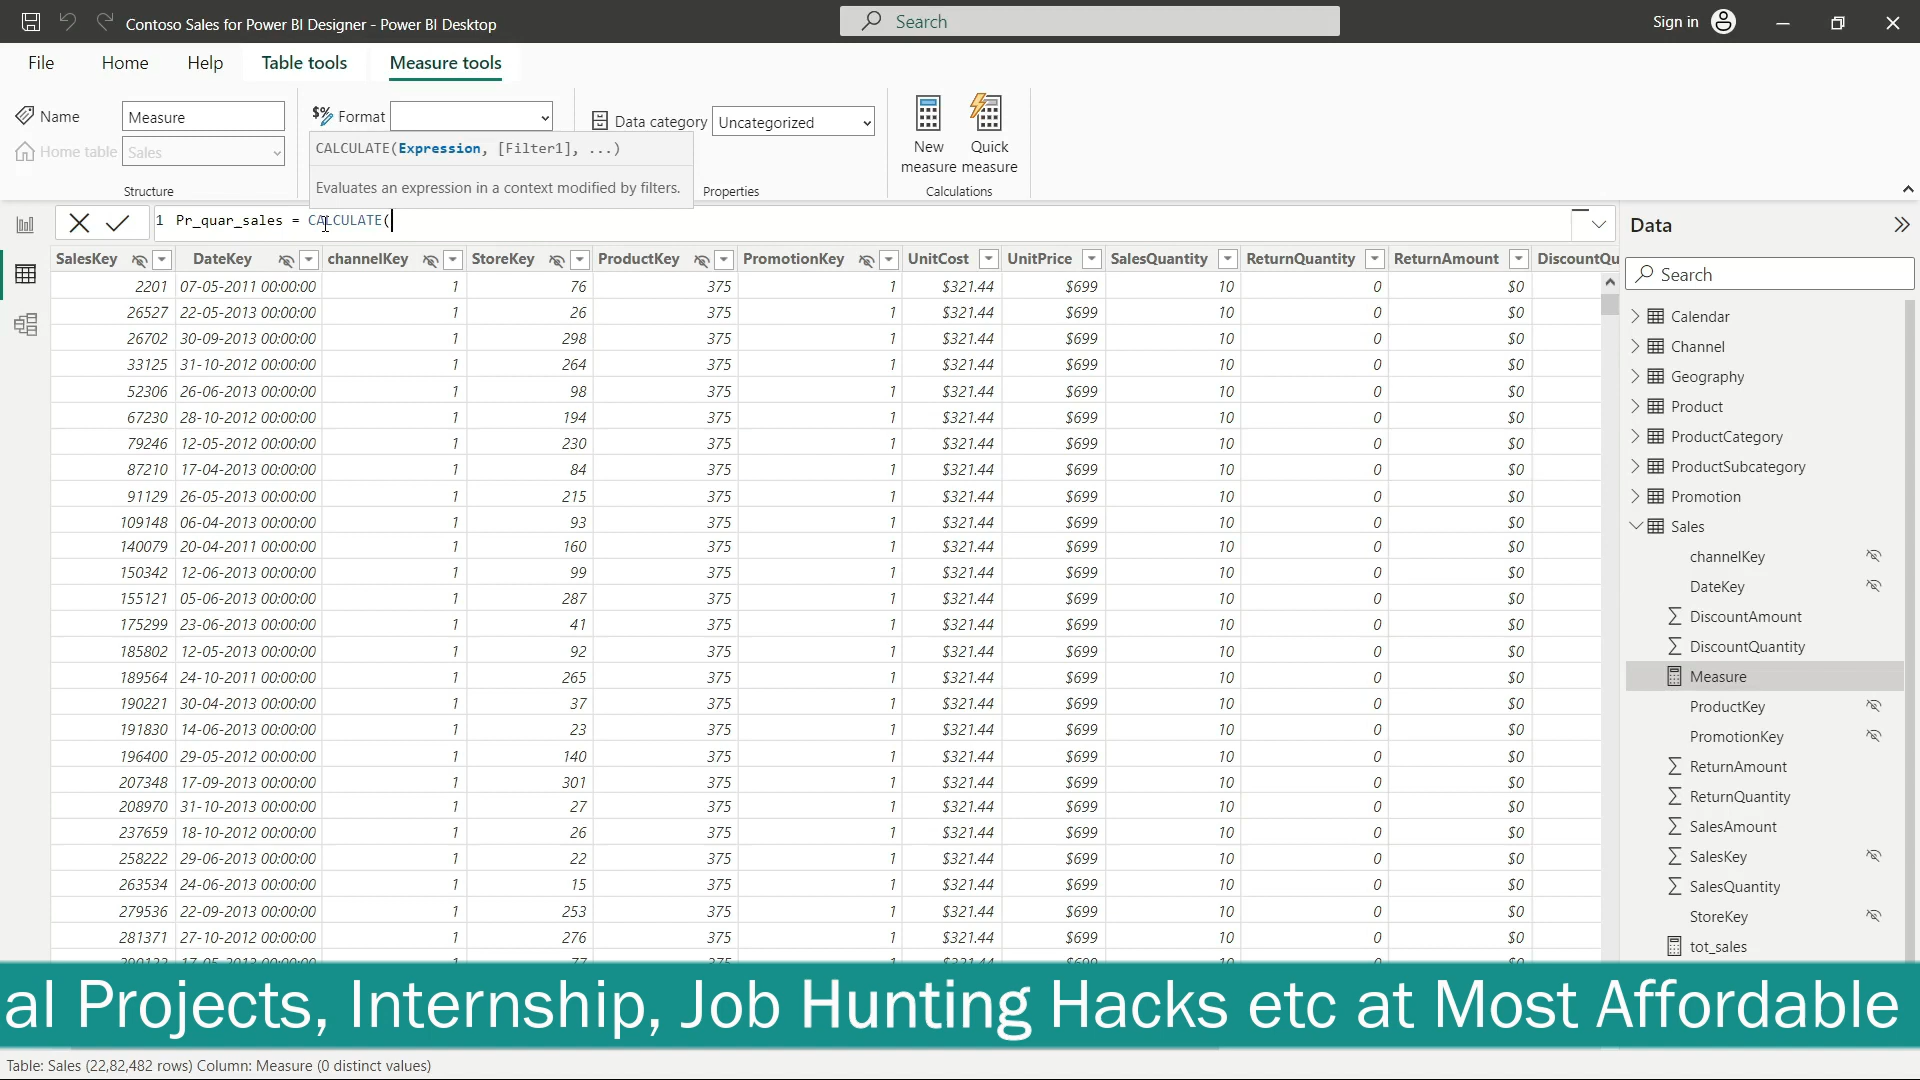 Contoso Sales for Power BI Designer - Power BI Desktop
Search
Sign in
File Home Help Table tools Measure tools
Name Measure
Home table Sales
Structure
Format
Data category Uncategorized
Properties
New measure
Quick measure
Calculations
CALCULATE(Expression, [Filter1], ...)
Evaluates an expression in a context modified by filters.
1 Pr_quar_sales = CALCULATE(
SalesKey DateKey channelKey StoreKey ProductKey PromotionKey UnitCost UnitPrice SalesQuantity ReturnQuantity ReturnAmount DiscountQu
2201 07-05-2011 00:00:00 1 76 375 1 $321.44 $699 10 0 $0
26527 22-05-2013 00:00:00 1 26 375 1 $321.44 $699 10 0 $0
26702 30-09-2013 00:00:00 1 298 375 1 $321.44 $699 10 0 $0
33125 31-10-2013 00:00:00 1 264 375 1 $321.44 $699 10 0 $0
52306 26-06-2013 00:00:00 1 98 375 1 $321.44 $699 10 0 $0
67230 28-10-2012 00:00:00 1 194 375 1 $321.44 $699 10 0 $0
79246 12-05-2012 00:00:00 1 230 375 1 $321.44 $699 10 0 $0
87210 17-04-2013 00:00:00 1 84 375 1 $321.44 $699 10 0 $0
91129 26-05-2013 00:00:00 1 215 375 1 $321.44 $699 10 0 $0
109148 06-04-2013 00:00:00 1 93 375 1 $321.44 $699 10 0 $0
140079 20-04-2011 00:00:00 1 160 375 1 $321.44 $699 10 0 $0
150342 12-06-2013 00:00:00 1 99 375 1 $321.44 $699 10 0 $0
155121 05-06-2013 00:00:00 1 287 375 1 $321.44 $699 10 0 $0
175299 23-06-2013 00:00:00 1 41 375 1 $321.44 $699 10 0 $0
185802 12-05-2013 00:00:00 1 92 375 1 $321.44 $699 10 0 $0
189564 24-10-2011 00:00:00 1 265 375 1 $321.44 $699 10 0 $0
190221 30-04-2013 00:00:00 1 37 375 1 $321.44 $699 10 0 $0
191830 14-06-2013 00:00:00 1 23 375 1 $321.44 $699 10 0 $0
196400 29-05-2012 00:00:00 1 140 375 1 $321.44 $699 10 0 $0
207348 17-09-2013 00:00:00 1 301 375 1 $321.44 $699 10 0 $0
208970 31-10-2013 00:00:00 1 27 375 1 $321.44 $699 10 0 $0
237659 18-10-2012 00:00:00 1 26 375 1 $321.44 $699 10 0 $0
258222 29-06-2013 00:00:00 1 22 375 1 $321.44 $699 10 0 $0
263534 24-06-2013 00:00:00 1 15 375 1 $321.44 $699 10 0 $0
279536 22-09-2013 00:00:00 1 253 375 1 $321.44 $699 10 0 $0
281371 27-10-2012 00:00:00 1 276 375 1 $321.44 $699 10 0 $0
Data
Search
Calendar
Channel
Geography
Product
ProductCategory
ProductSubcategory
Promotion
Sales
channelKey
DateKey
DiscountAmount
DiscountQuantity
Measure
ProductKey
PromotionKey
ReturnAmount
ReturnQuantity
SalesAmount
SalesKey
SalesQuantity
StoreKey
tot_sales
al Projects, Internship, Job Hunting Hacks etc at Most Affordable
Table: Sales (22,82,482 rows) Column: Measure (0 distinct values)